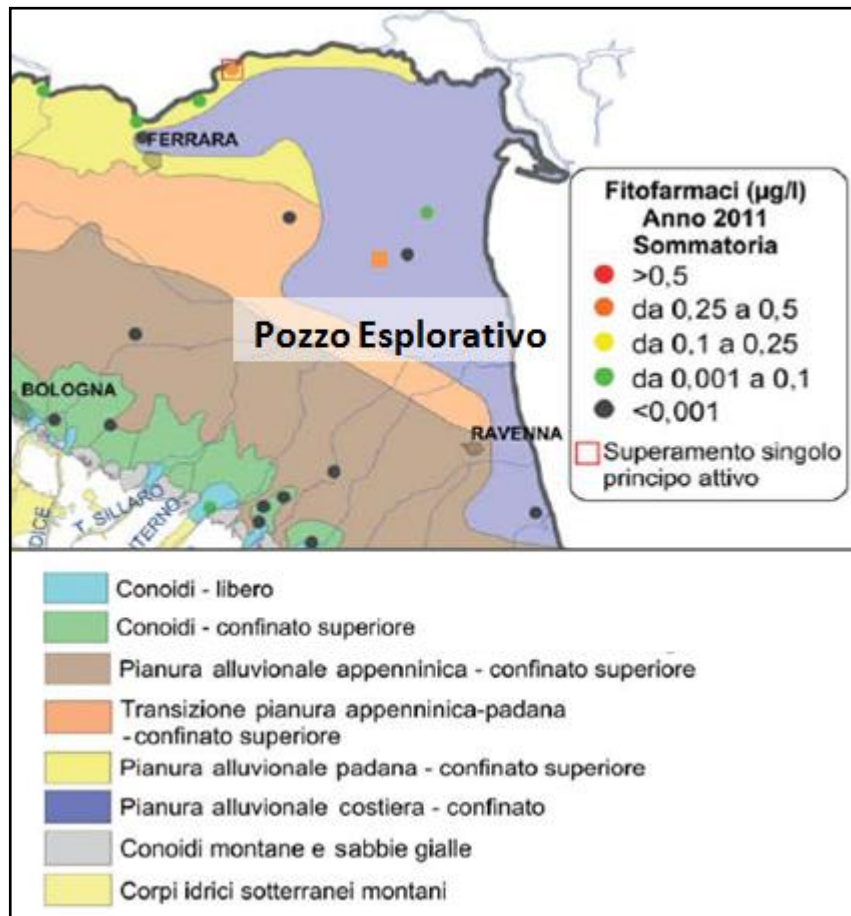 FERRARA
Pozzo Esplorativo
BOLOGNA
RAVENNA
T. SILLARO
DICE
Fitofarmaci (µg/l)
Anno 2011
Sommatoria
>0,5
da 0,25 a 0,5
da 0,1 a 0,25
da 0,001 a 0,1
<0,001
Superamento singolo
principo attivo
Conoidi - libero
Conoidi - confinato superiore
Pianura alluvionale appenninica - confinato superiore
Transizione pianura appenninica-padana
-confinato superiore
Pianura alluvionale padana - confinato superiore
Pianura alluvionale costiera - confinato
Conoidi montane e sabbie gialle
Corpi idrici sotterranei montani